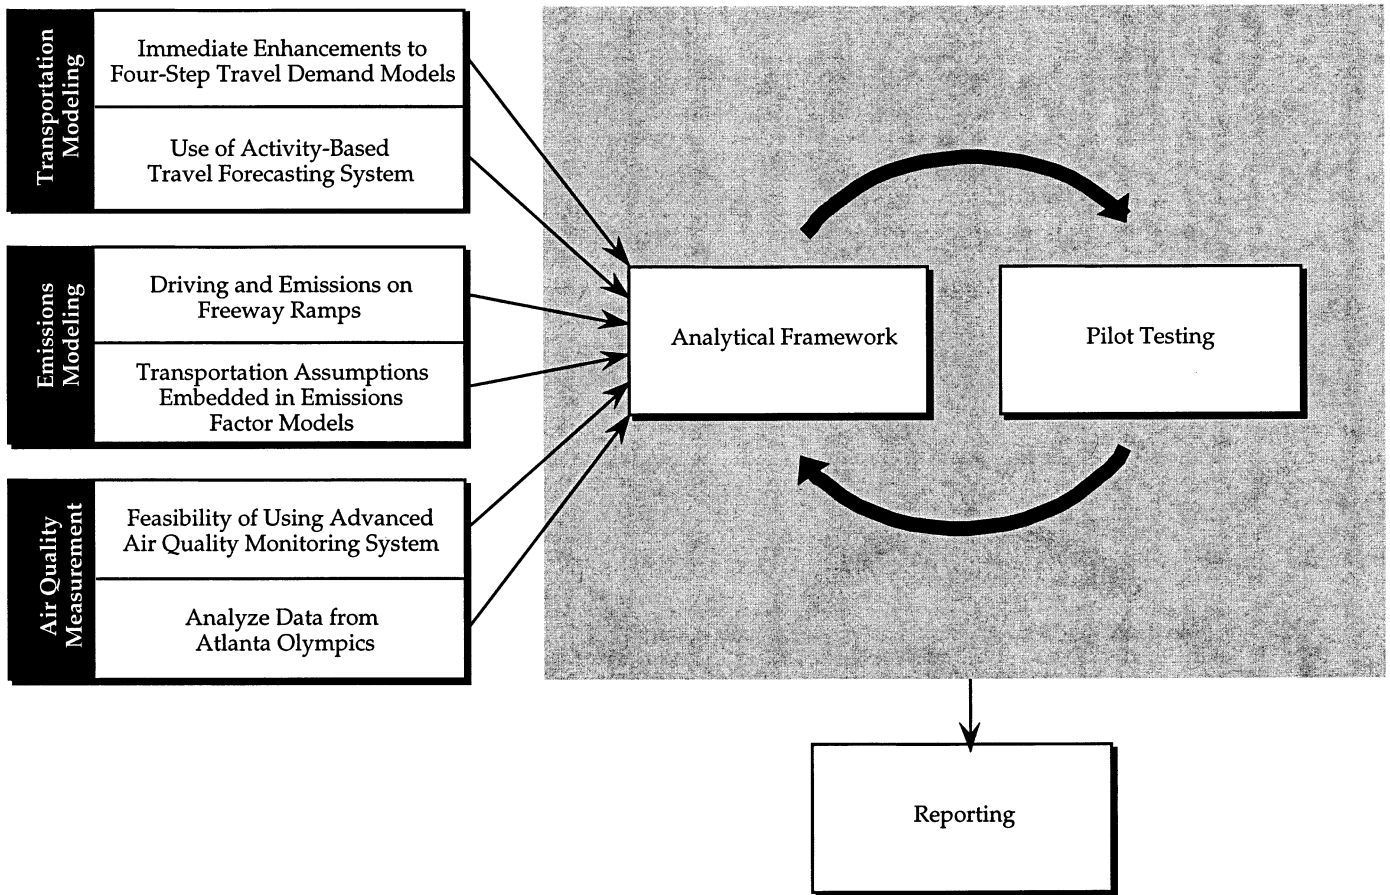 Transportation
Modeling
Immediate Enhancements to
Four-Step Travel Demand Models
Use of Activity-Based
Travel Forecasting System
Emissions
Modeling
Driving and Emissions on
Freeway Ramps
Transportation Assumptions
Embedded in Emissions
Factor Models
Air Quality
Measurement
Feasibility of Using Advanced
Air Quality Monitoring System
Analyze Data from
Atlanta Olympics
Analytical Framework
Pilot Testing
Reporting